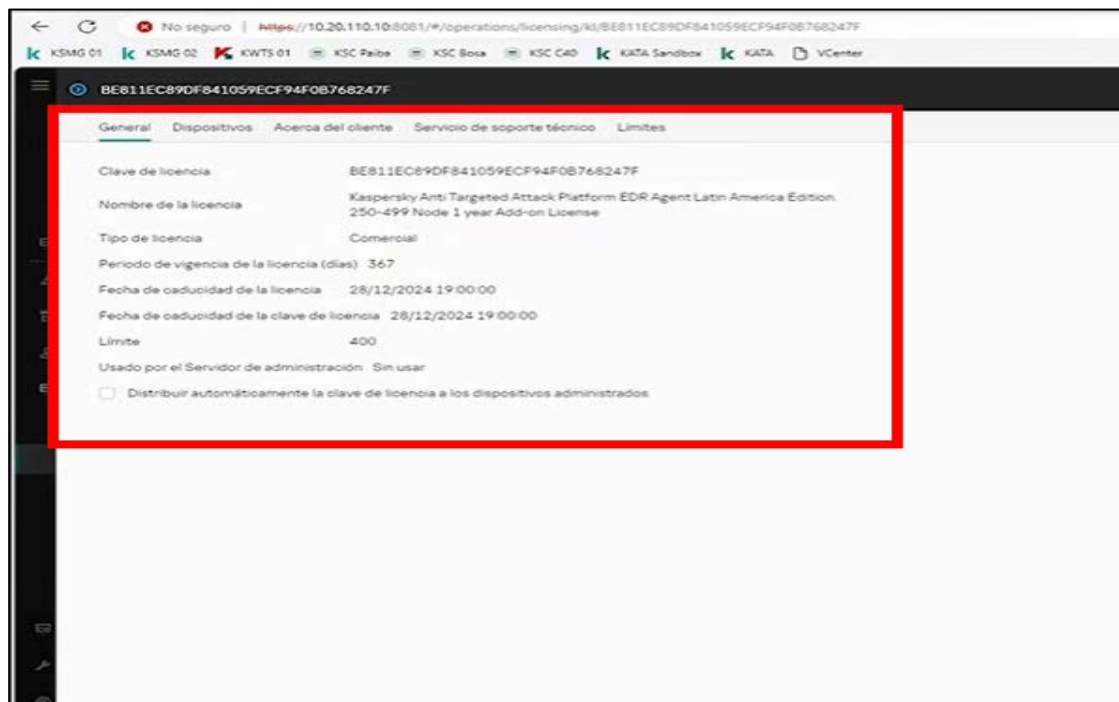 No seguro | https://10.20.110.10:8081/#/operations/licensing/kl/BE811EC89DF841059ECF94F0B768247F
KSMG 01 KSMG 02 KWTS 01 KSC Paiba KSC Bosa KSC C4D KATA Sandbox KATA VCenter
BE811EC89DF841059ECF94F0B768247F
General Dispositivos Acerca del cliente Servicio de soporte técnico Límites
Clave de licencia BE811EC89DF841059ECF94F0B768247F
Nombre de la licencia Kaspersky Anti Targeted Attack Platform EDR Agent Latin America Edition.
250-499 Node 1 year Add-on License
Tipo de licencia Comercial
Periodo de vigencia de la licencia (días) 367
Fecha de caducidad de la licencia 28/12/2024 19:00:00
Fecha de caducidad de la clave de licencia 28/12/2024 19:00:00
Límite 400
Usado por el Servidor de administración Sin usar
Distribuir automáticamente la clave de licencia a los dispositivos administrados